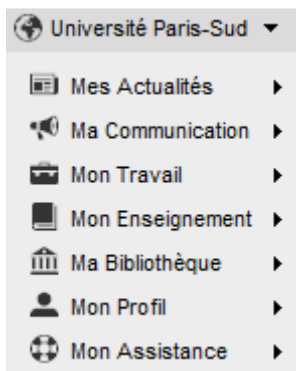 Université Paris-Sud
Mes Actualités
Ma Communication
Mon Travail
Mon Enseignement
Ma Bibliothèque
Mon Profil
Mon Assistance